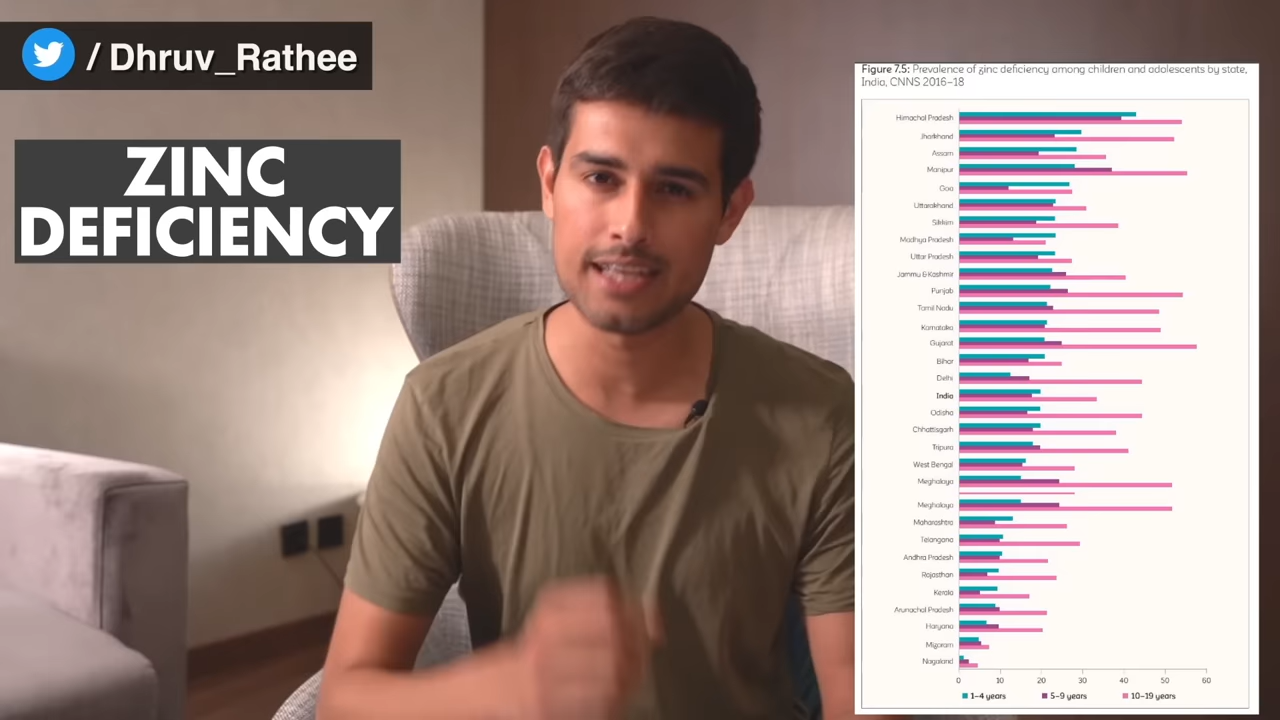 / Dhruv_Rathee
ZINC
DEFICIENCY
Figure 7.5: Prevalence of zinc deficiency among children and adolescents by state,
India, CNNS 2016–18
Himachal Pradesh
Jharkhand
Assam
Manipur
Goa
Uttarakhand
Sikkim
Madhya Pradesh
Uttar Pradesh
Jammu & Kashmir
Punjab
Tamil Nadu
Karnataka
Gujarat
Bihar
Delhi
India
Odisha
Chhattisgarh
Tripura
West Bengal
Meghalaya
Meghalaya
Maharashtra
Telangana
Andhra Pradesh
Rajasthan
Kerala
Arunachal Pradesh
Haryana
Mizoram
Nagaland
0 10 20 30 40 50 60
1–4 years 5–9 years 10–19 years